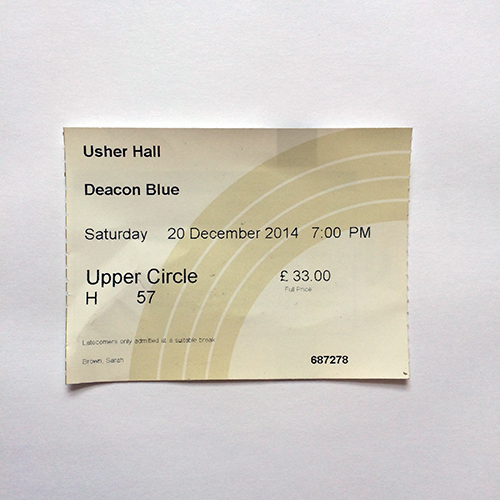 Usher Hall
Deacon Blue
Saturday 20 December 2014 7:00 PM
Upper Circle £ 33.00
Full Price
H 57
Latecomers only admitted at a suitable break
Brown, Sarah 687278